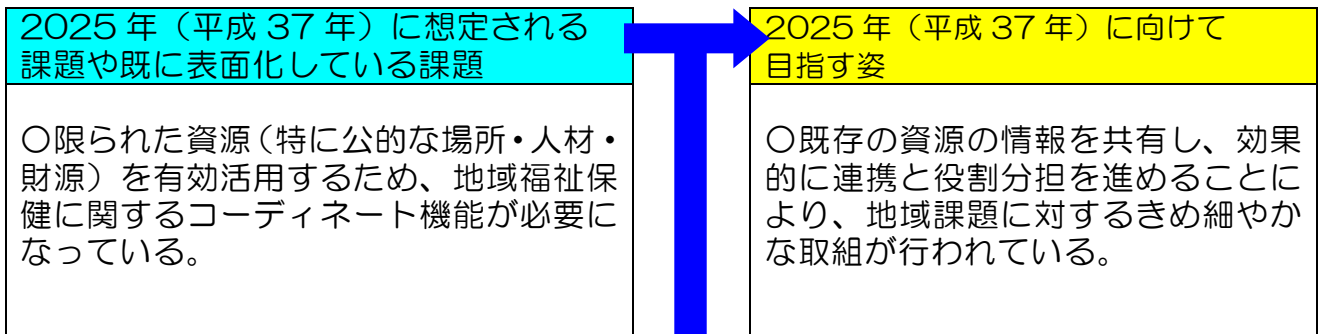 2025 年（平成 37 年）に想定される
課題や既に表面化している課題
〇限られた資源（特に公的な場所・人材・
財源）を有効活用するため、地域福祉保
健に関するコーディネート機能が必要に
なっている。
2025 年（平成 37 年）に向けて
目指す姿
〇既存の資源の情報を共有し、効果
的に連携と役割分担を進めることに
より、地域課題に対するきめ細やか
な取組が行われている。